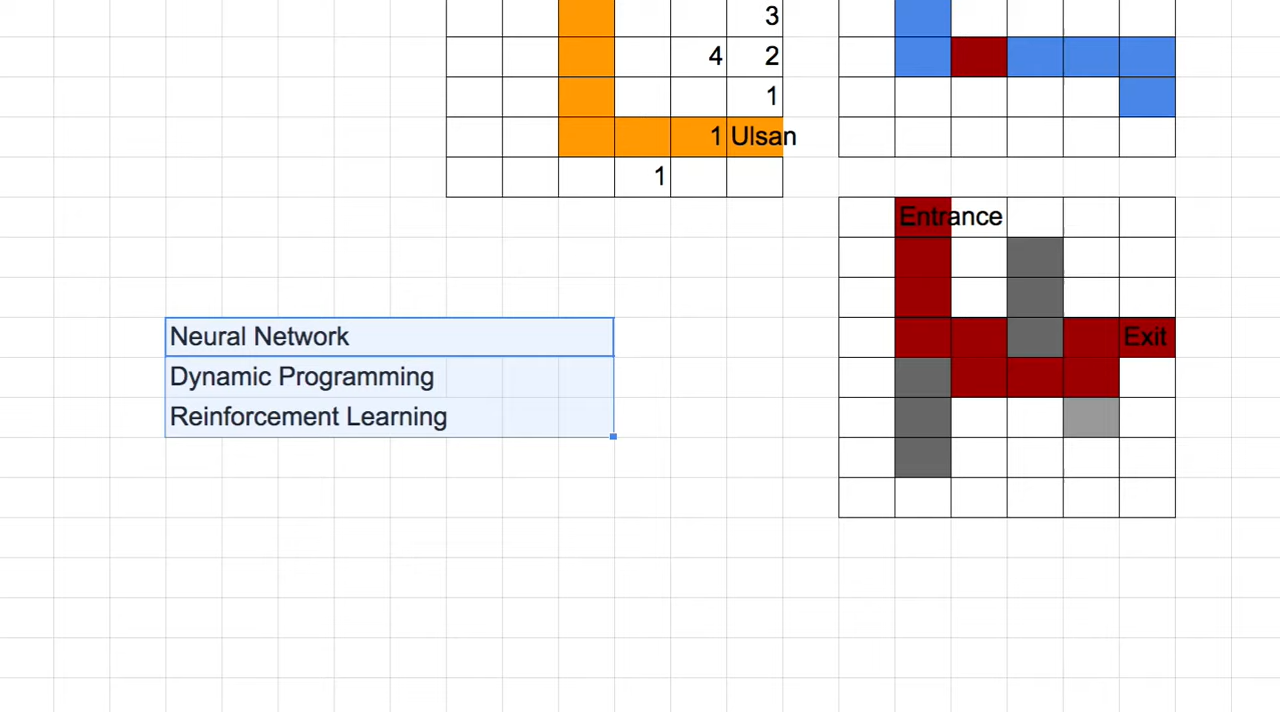 3
4 2
1
1 Ulsan
1
Entrance
Exit
Neural Network
Dynamic Programming
Reinforcement Learning